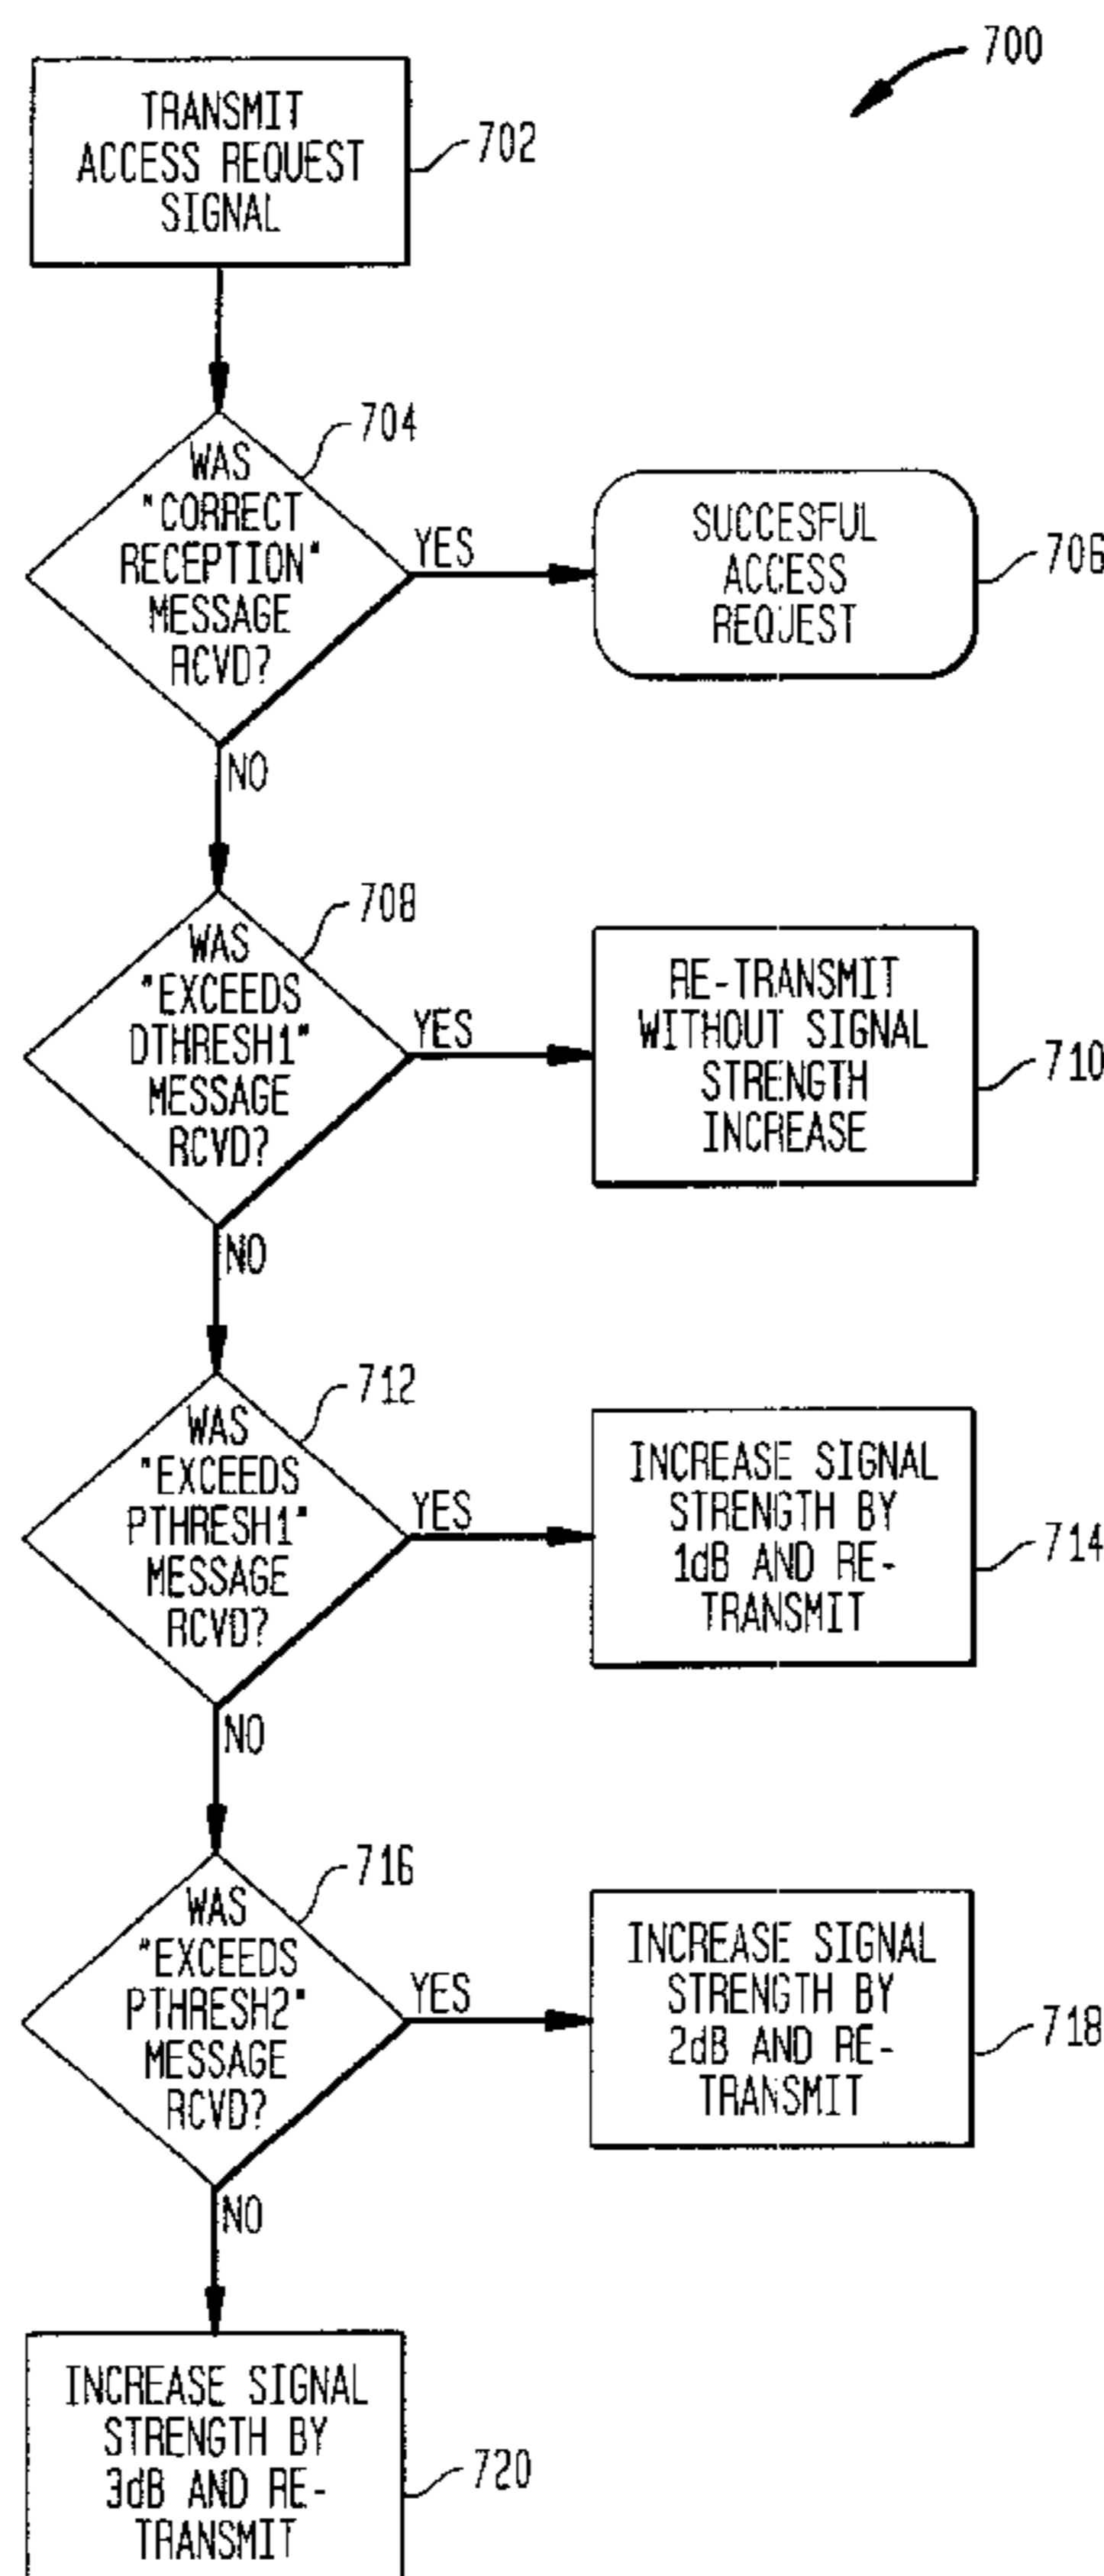 700
TRANSMIT
ACCESS REQUEST
SIGNAL
702
WAS
"CORRECT
RECEPTION"
MESSAGE
RCVD?
704
YES
SUCCESFUL
ACCESS
REQUEST
706
NO
WAS
"EXCEEDS
DTHRESH1"
MESSAGE
RCVD?
708
YES
RE-TRANSMIT
WITHOUT SIGNAL
STRENGTH
INCREASE
710
NO
WAS
"EXCEEDS
PTHRESH1"
MESSAGE
RCVD?
712
YES
INCREASE SIGNAL
STRENGTH BY
1dB AND RE-
TRANSMIT
714
NO
WAS
"EXCEEDS
PTHRESH2"
MESSAGE
RCVD?
716
YES
INCREASE SIGNAL
STRENGTH BY
2dB AND RE-
TRANSMIT
718
NO
INCREASE SIGNAL
STRENGTH BY
3dB AND RE-
TRANSMIT
720